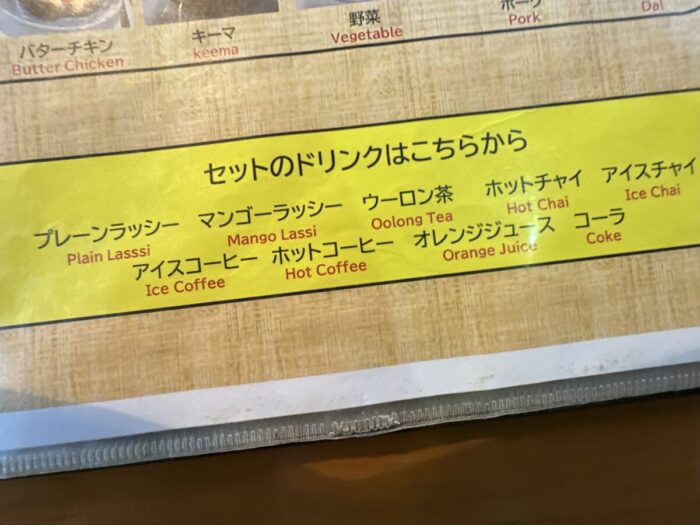 バターチキン キーマ 野菜 ポーク
Butter Chicken keema Vegetable Pork Dal
セットのドリンクはこちらから
プレーンラッシー マンゴーラッシー ウーロン茶 ホットチャイ アイスチャイ
Plain Lasssi Mango Lassi Oolong Tea Hot Chai Ice Chai
アイスコーヒー ホットコーヒー オレンジジュース コーラ
Ice Coffee Hot Coffee Orange Juice Coke